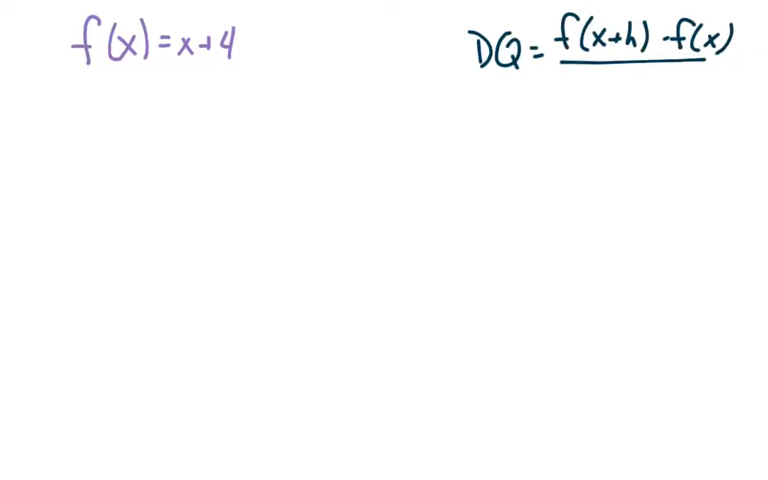 f(x) = x+4
DQ = f(x+h) - f(x)